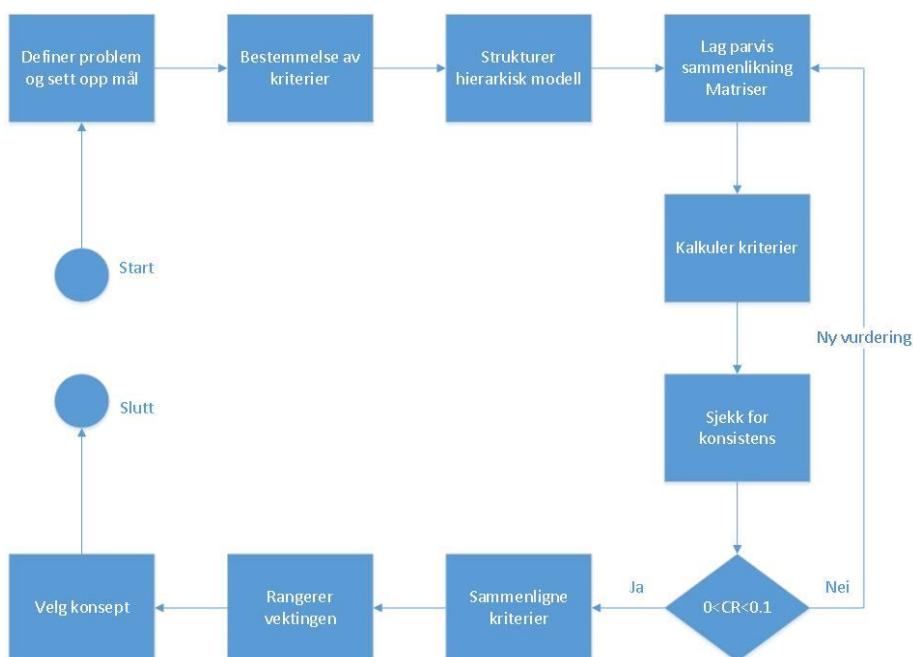 Definer problem
og sett opp mål
Bestemmelse av
kriterier
Strukturer
hierarkisk modell
Lag parvis
sammenlikning
Matriser
Start
Kalkuler kriterier
Ny vurdering
Slutt
Sjekk for
konsistens
Velg konsept
Rangerer
vektingen
Sammenligne
kriterier
Ja
0<CR<0.1
Nei